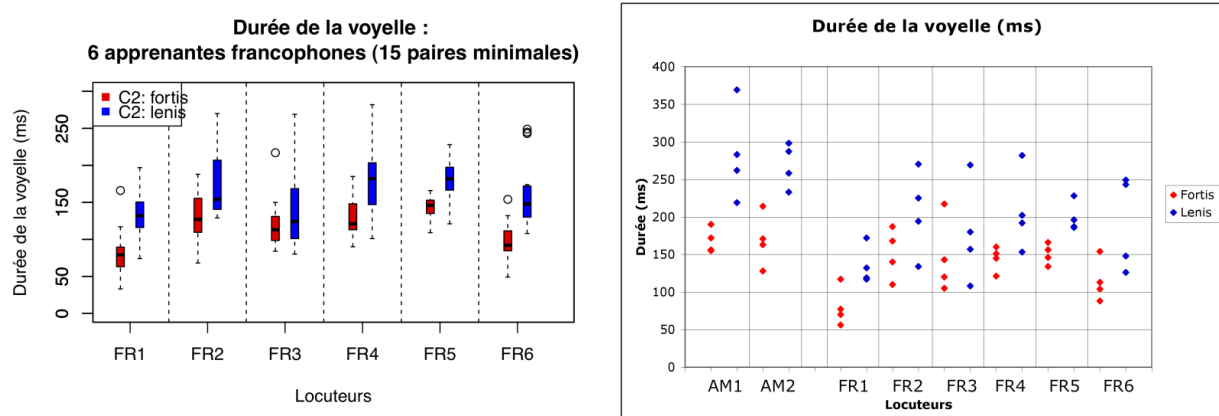 Durée de la voyelle :
6 apprenantes francophones (15 paires minimales)
C2: fortis
C2: lenis
Durée de la voyelle (ms)
250
150
50
0
FR1 FR2 FR3 FR4 FR5 FR6
Locuteurs
Durée de la voyelle (ms)
400
350
300
250
200
150
100
50
0
Durée (ms)
AM1 AM2 FR1 FR2 FR3 FR4 FR5 FR6
Locuteurs
Fortis
Lenis